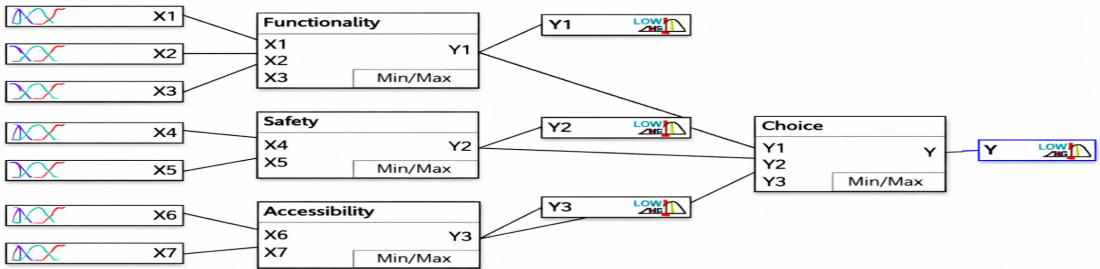 X1
X2
X3
X4
X5
X6
X7
Functionality
X1
X2
X3
Y1
Min/Max
Safety
X4
X5
Y2
Min/Max
Accessibility
X6
X7
Y3
Min/Max
Y1 LOW
Y2 LOW
Y3 LOW
Choice
Y1
Y2
Y3
Y
Min/Max
Y LOW